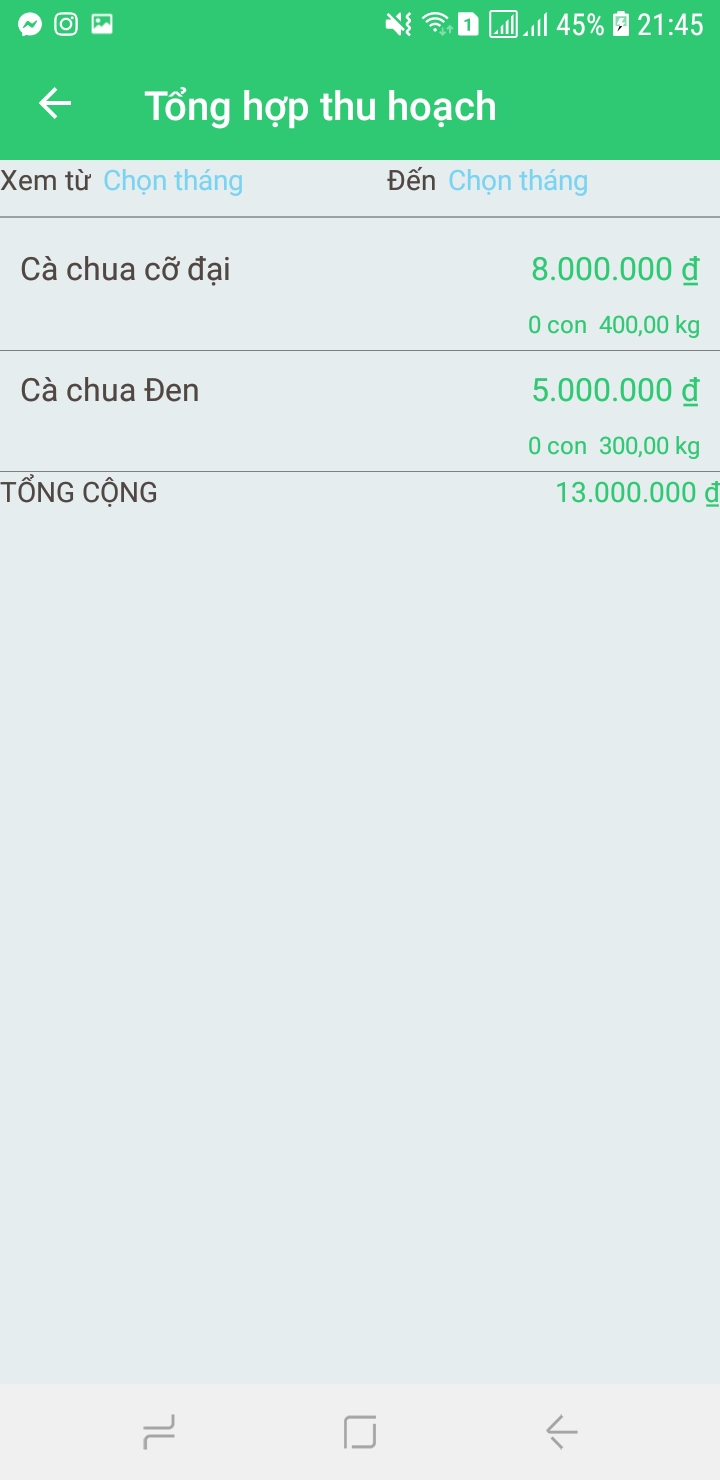 1 45% 21:45
Tổng hợp thu hoạch
Xem từ Chọn tháng Đến Chọn tháng
Cà chua cỡ đại 8.000.000 ₫
0 con 400,00 kg
Cà chua Đen 5.000.000 ₫
0 con 300,00 kg
TỔNG CỘNG 13.000.000 ₫